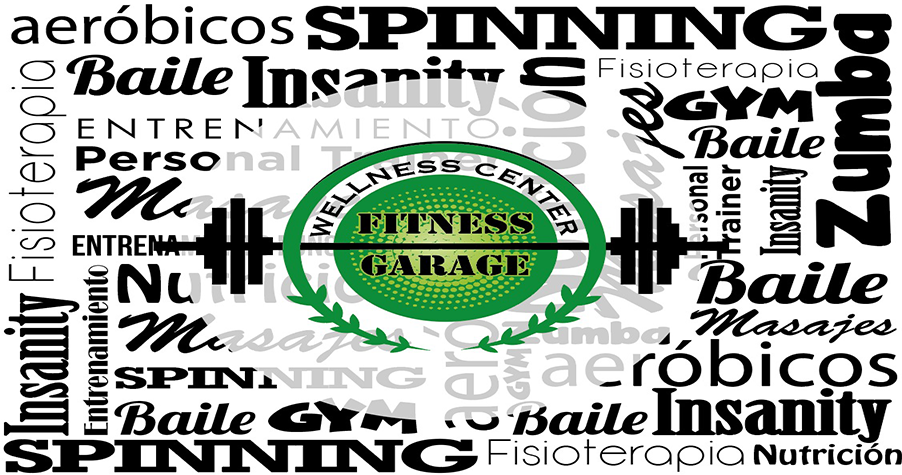 aeróbicos SPINNING
Baile Insanity
Fisioterapia
Fisioterapia
Zumba
ENTRENAMIENTO
GYM
Baile
Masajes
Personal Trainer
Masajes
WELLNESS CENTER
FITNESS
GARAGE
Personal
Trainer
Insanity
ENTRENA
Nutrición
Nutrición
Baile
Masajes
Masajes
Insanity
Entrenamiento
Zumba
SPINNING
aeróbicos
GYM
aeróbicos
Baile GYM
Baile Insanity
SPINNING Fisioterapia Nutrición